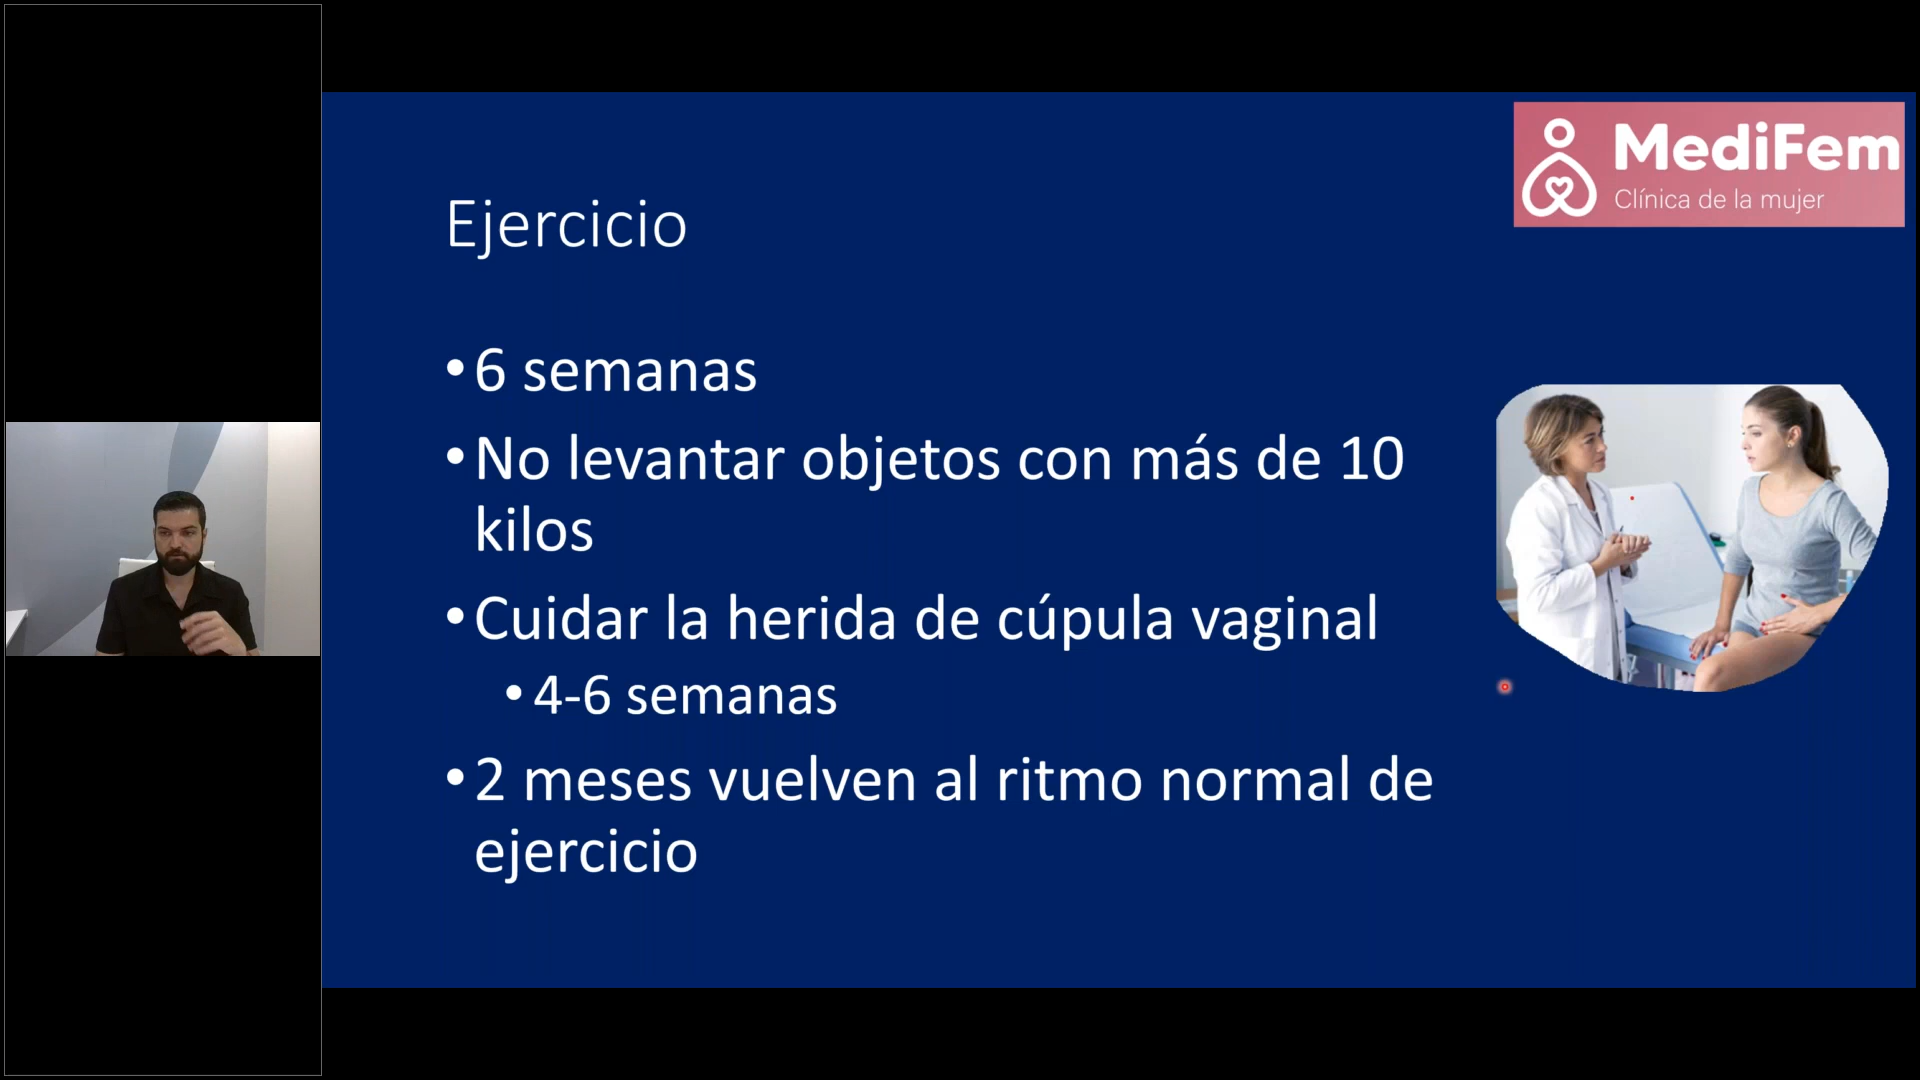 MediFem
Clínica de la mujer
Ejercicio
• 6 semanas
• No levantar objetos con más de 10
kilos
• Cuidar la herida de cúpula vaginal
• 4-6 semanas
• 2 meses vuelven al ritmo normal de
ejercicio